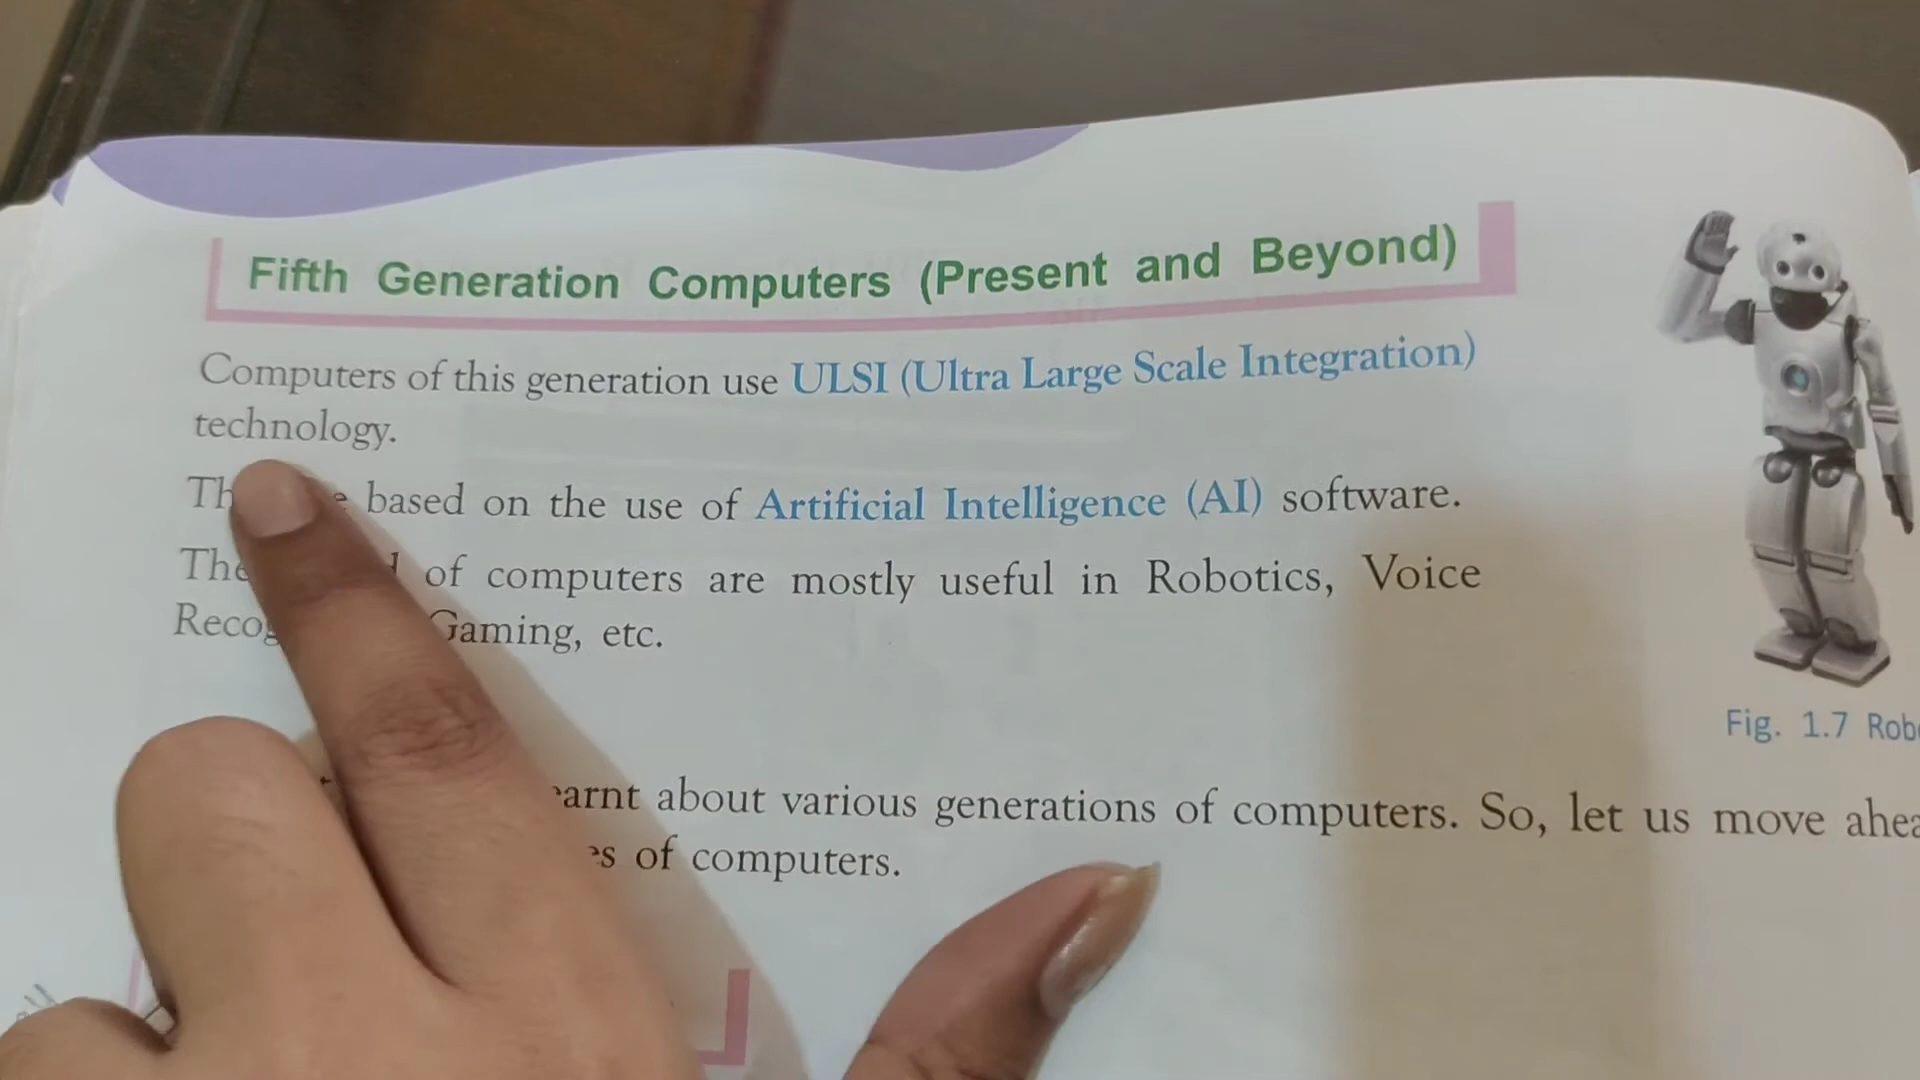 Fifth Generation Computers (Present and Beyond)
Computers of this generation use ULSI (Ultra Large Scale Integration)
technology.
based on the use of Artificial Intelligence (AI) software.
of computers are mostly useful in Robotics, Voice
Gaming, etc.
Fig. 1.7
about various generations of computers. So, let us move
of computers.